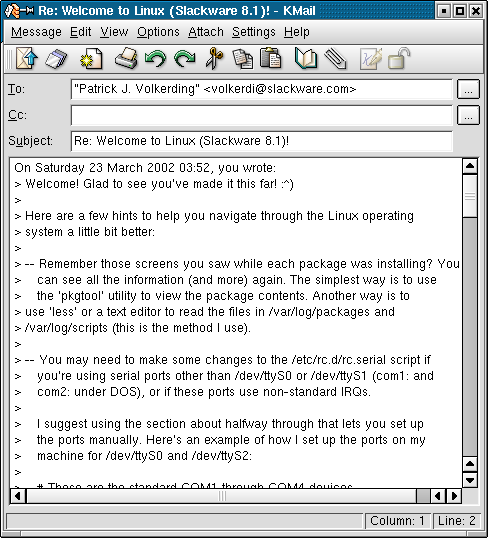 Re: Welcome to Linux (Slackware 8.1)! - KMail
Message Edit View Options Attach Settings Help
To: "Patrick J. Volkerding" <volkerdi@slackware.com> ...
Cc: ...
Subject: Re: Welcome to Linux (Slackware 8.1)!
On Saturday 23 March 2002 03:52, you wrote:
> Welcome! Glad to see you've made it this far! :^)
>
> Here are a few hints to help you navigate through the Linux operating
> system a little bit better:
>
> -- Remember those screens you saw while each package was installing? You
> can see all the information (and more) again. The simplest way is to use
> the 'pkgtool' utility to view the package contents. Another way is to
> use 'less' or a text editor to read the files in /var/log/packages and
> /var/log/scripts (this is the method I use).
>
> -- You may need to make some changes to the /etc/rc.d/rc.serial script if
> you're using serial ports other than /dev/ttyS0 or /dev/ttyS1 (com1: and
> com2: under DOS), or if these ports use non-standard IRQs.
>
> I suggest using the section about halfway through that lets you set up
> the ports manually. Here's an example of how I set up the ports on my
> machine for /dev/ttyS0 and /dev/ttyS2:
>
> # These are the standard COM1 through COM4 devices
Column: 1 Line: 2